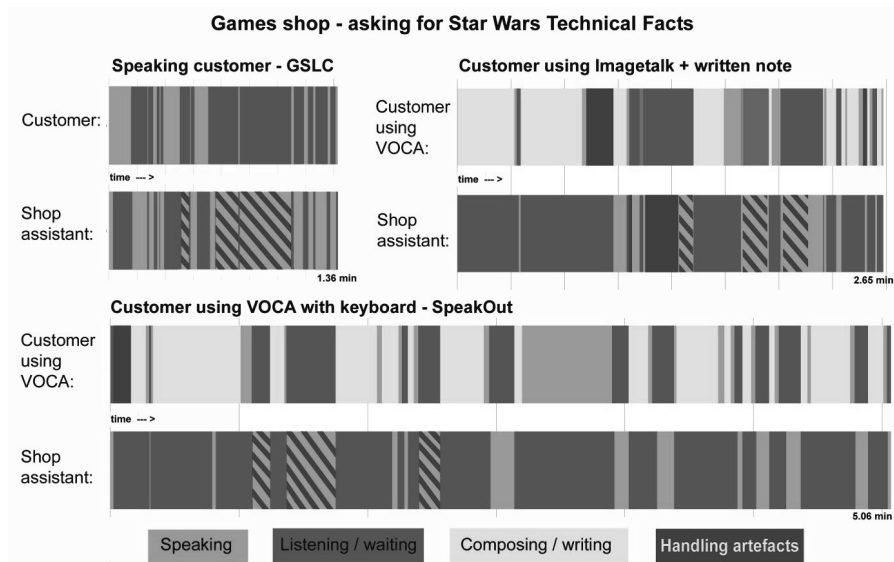 Games shop - asking for Star Wars Technical Facts
Speaking customer - GSLC
Customer:
time --- >
Shop
assistant:
1.36 min
Customer using Imagetalk + written note
Customer
using
VOCA:
time --- >
Shop
assistant:
2.65 min
Customer using VOCA with keyboard - SpeakOut
Customer
using
VOCA:
time --- >
Shop
assistant:
5.06 min
Speaking
Listening / waiting
Composing / writing
Handling artefacts